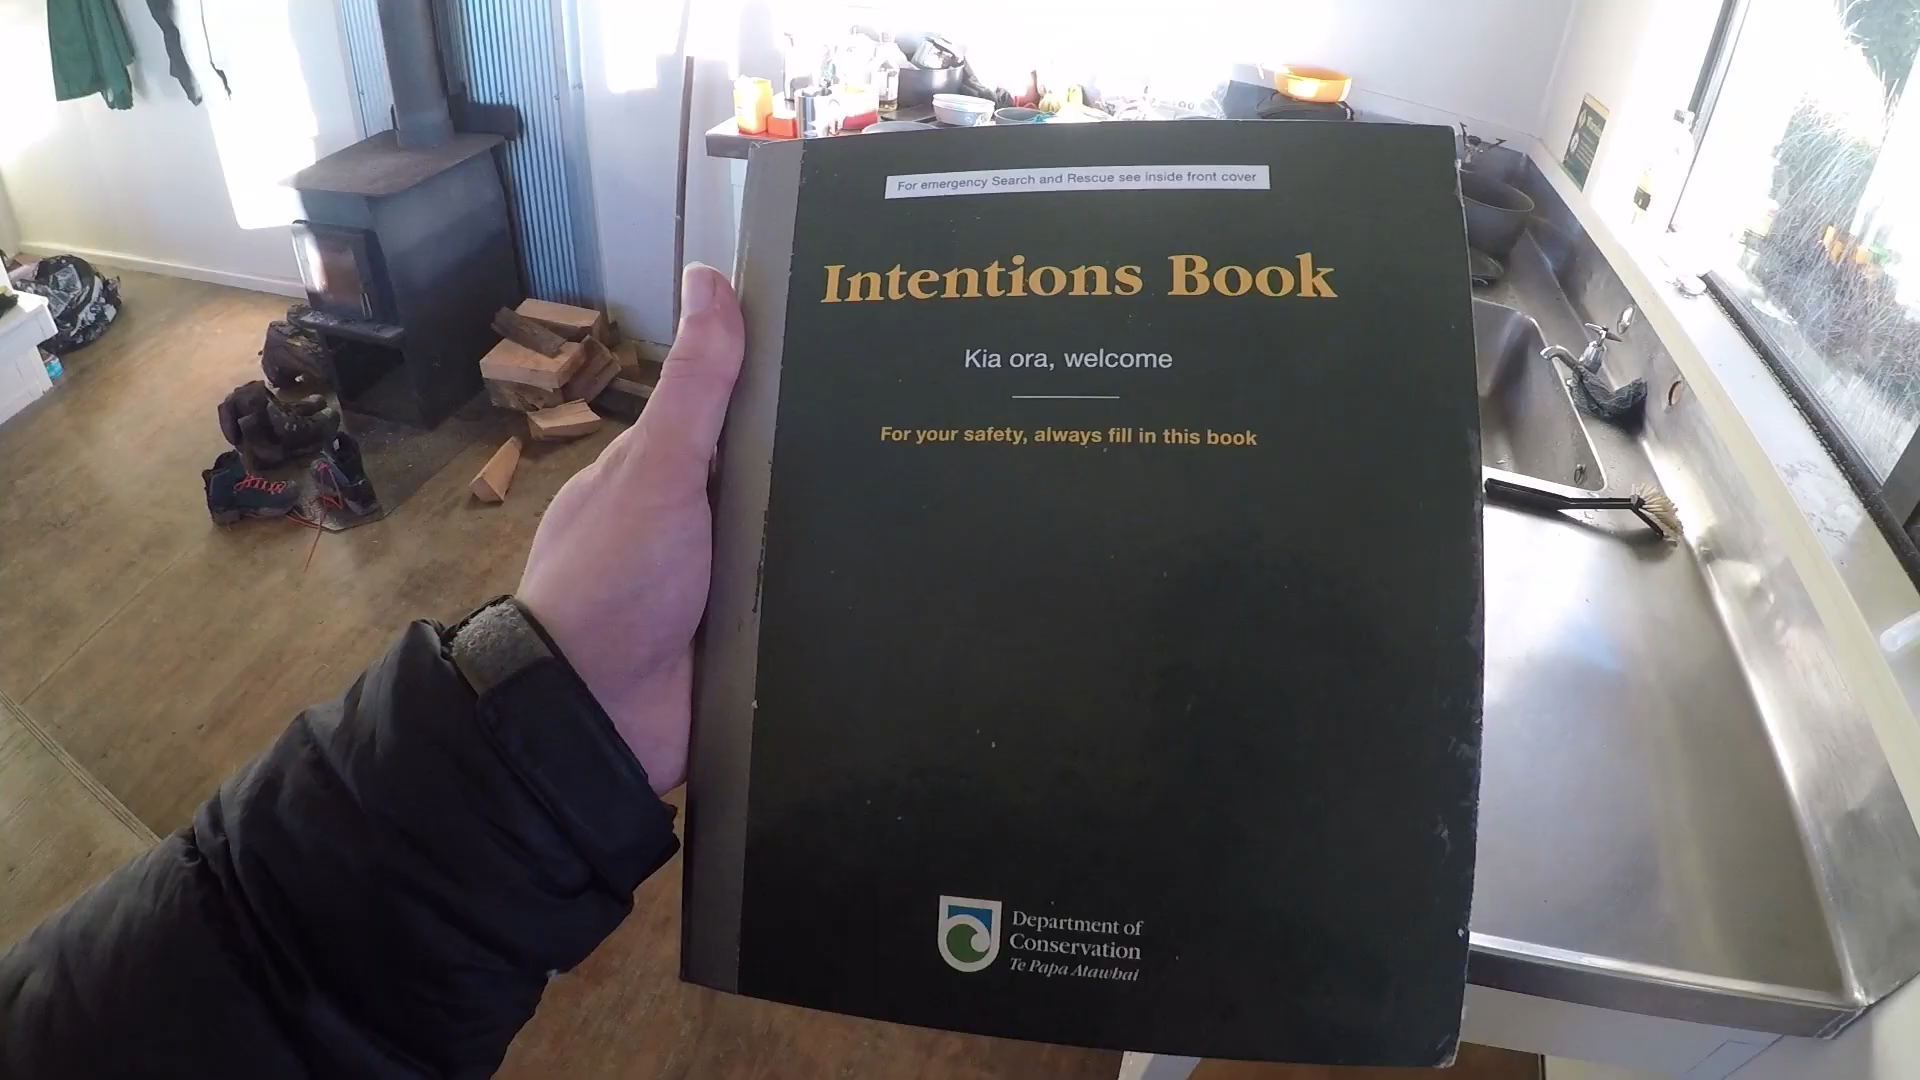 For emergency Search and Rescue see inside front cover
Intentions Book
Kia ora, welcome
For your safety, always fill in this book
Department of
Conservation
Te Papa Atawhai